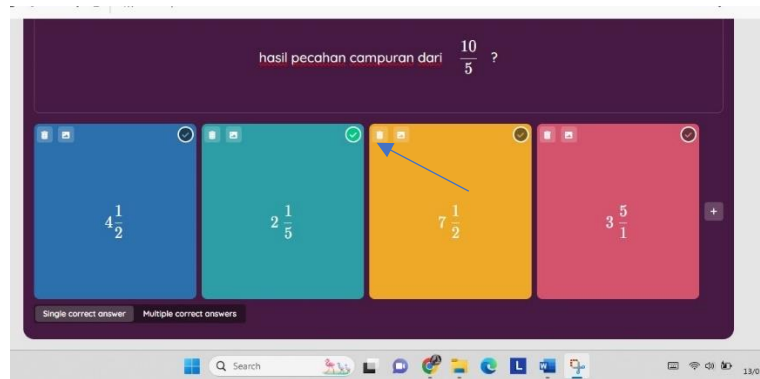 hasil pecahan campuran dari 10/5 ?
4 1/2
2 1/5
7 1/2
3 5/1
+
Single correct answer Multiple correct answers
Search